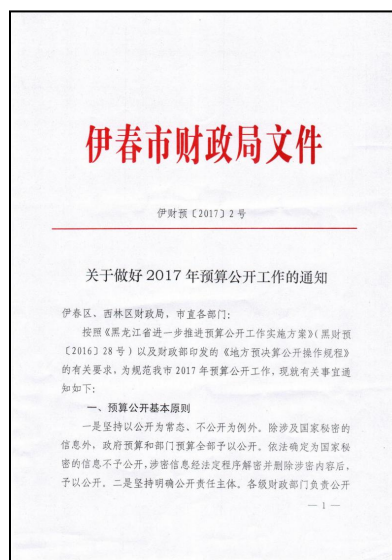 伊春市财政局文件
伊财预〔2017〕2号
关于做好2017年预算公开工作的通知
伊春区、西林区财政局，市直各部门：
按照《黑龙江省进一步推进预算公开工作实施方案》（黑财预
〔2016〕28号）以及财政部印发的《地方预决算公开操作规程》
的有关要求，为规范我市2017年预算公开工作，现就有关事宜通
知如下：
一、预算公开基本原则
一是坚持以公开为常态、不公开为例外。除涉及国家秘密的
信息外，政府预算和部门预算全部予以公开。依法确定为国家秘
密的信息不予公开，涉密信息经法定程序解密并删除涉密内容后，
予以公开。二是坚持明确公开责任主体。各级财政部门负责公开
— 1 —